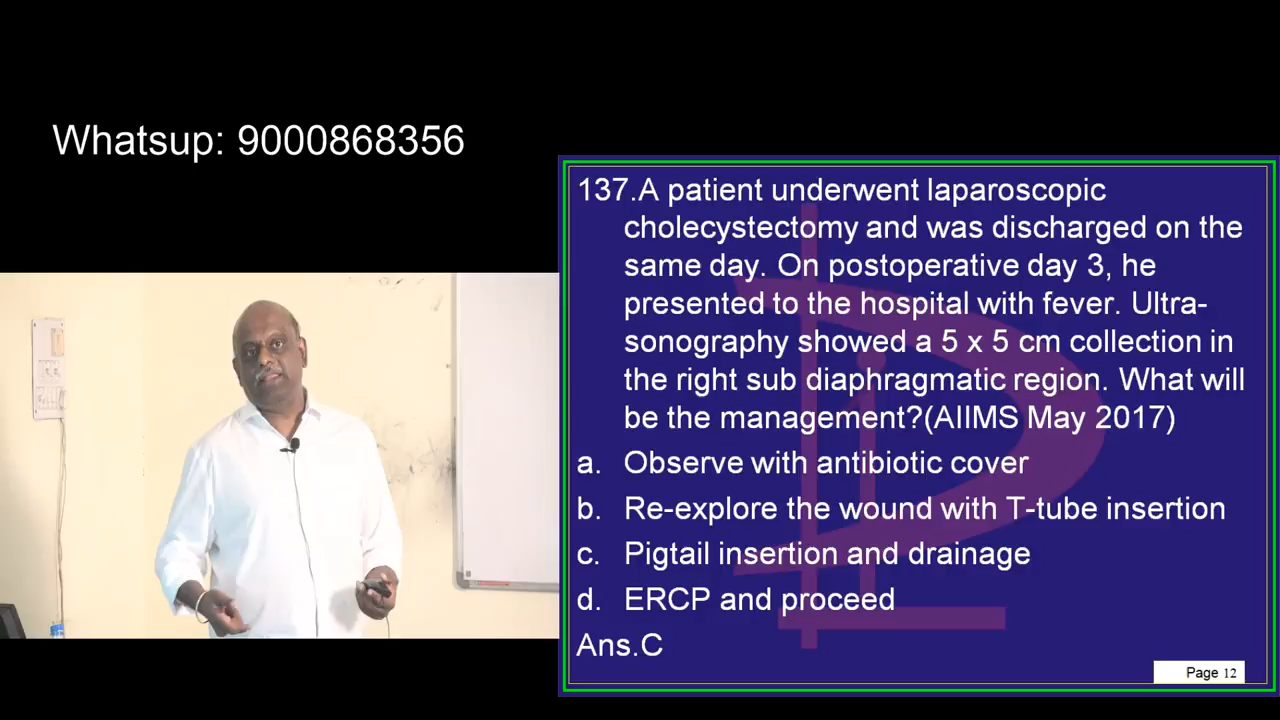 Whatsup: 9000868356
137.A patient underwent laparoscopic
cholecystectomy and was discharged on the
same day. On postoperative day 3, he
presented to the hospital with fever. Ultra-
sonography showed a 5 x 5 cm collection in
the right sub diaphragmatic region. What will
be the management?(AIIMS May 2017)
a. Observe with antibiotic cover
b. Re-explore the wound with T-tube insertion
c. Pigtail insertion and drainage
d. ERCP and proceed
Ans.C
Page 12